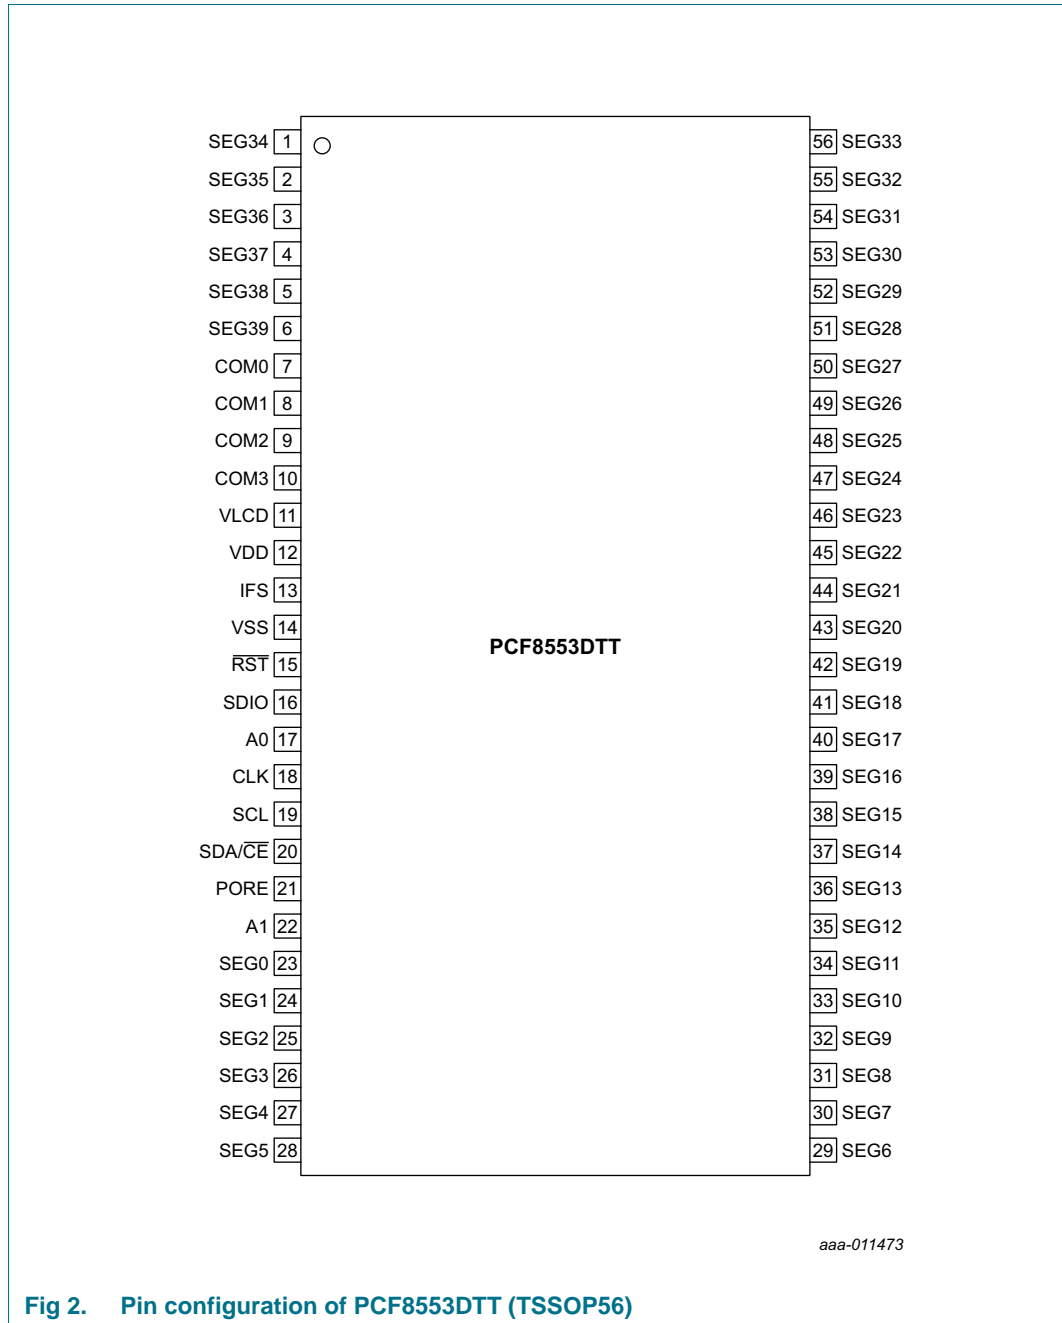 SEG34 1 56 SEG33
SEG35 2 55 SEG32
SEG36 3 54 SEG31
SEG37 4 53 SEG30
SEG38 5 52 SEG29
SEG39 6 51 SEG28
COM0 7 50 SEG27
COM1 8 49 SEG26
COM2 9 48 SEG25
COM3 10 47 SEG24
VLCD 11 46 SEG23
VDD 12 45 SEG22
IFS 13 44 SEG21
VSS 14 43 SEG20
PCF8553DTT
R̅S̅T̅ 15 42 SEG19
SDIO 16 41 SEG18
A0 17 40 SEG17
CLK 18 39 SEG16
SCL 19 38 SEG15
SDA/C̅E̅ 20 37 SEG14
PORE 21 36 SEG13
A1 22 35 SEG12
SEG0 23 34 SEG11
SEG1 24 33 SEG10
SEG2 25 32 SEG9
SEG3 26 31 SEG8
SEG4 27 30 SEG7
SEG5 28 29 SEG6
aaa-011473
Fig 2. Pin configuration of PCF8553DTT (TSSOP56)